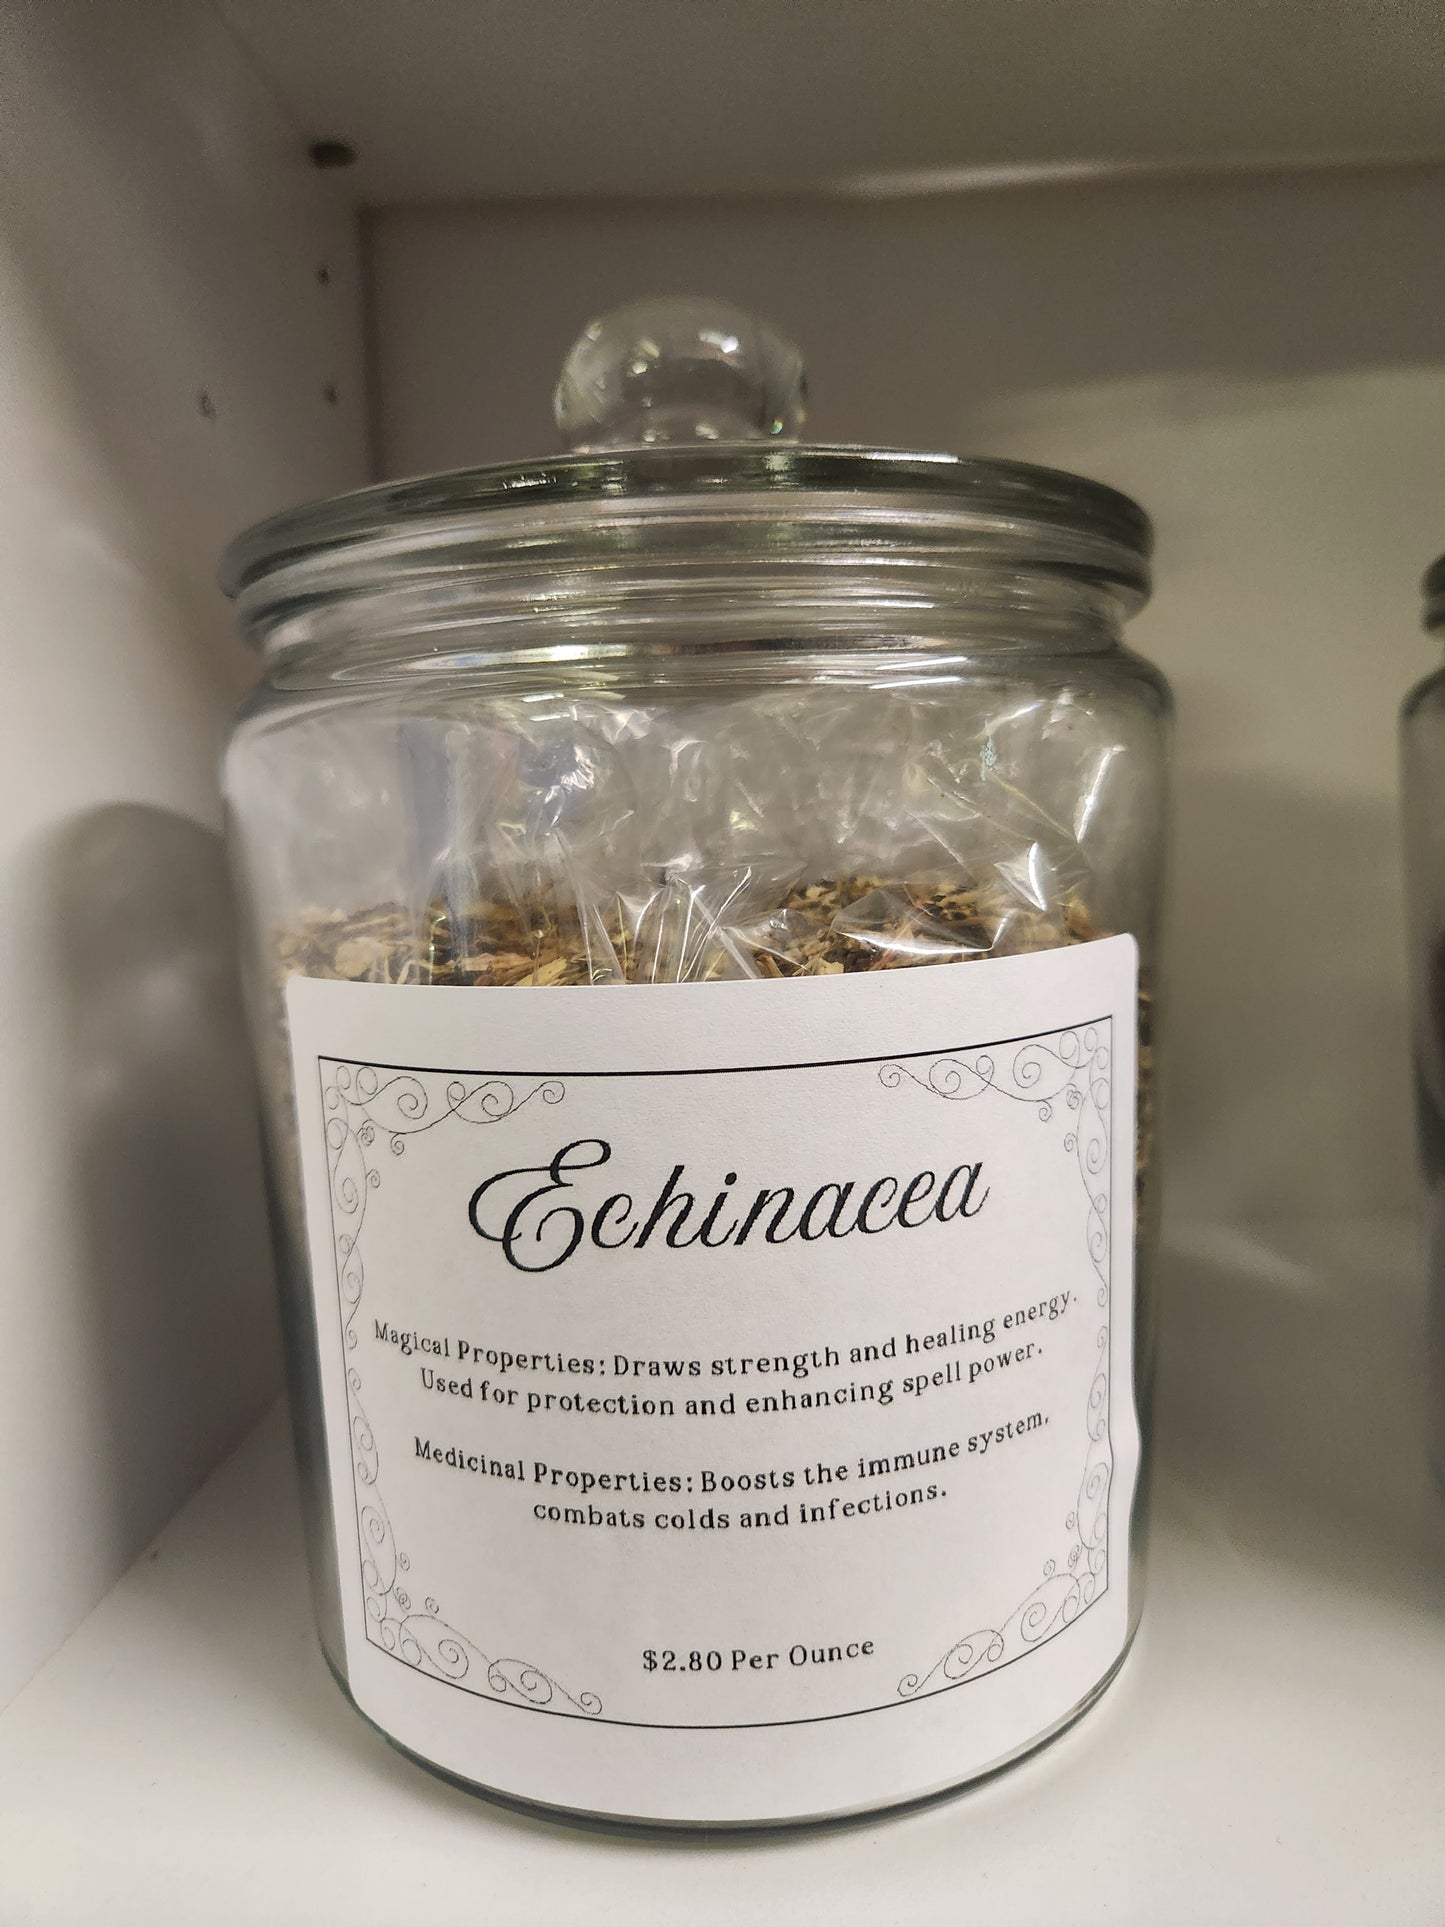 Echinacea
Magical Properties: Draws strength and healing energy.
Used for protection and enhancing spell power.
Medicinal Properties: Boosts the immune system,
combats colds and infections.
$2.80 Per Ounce